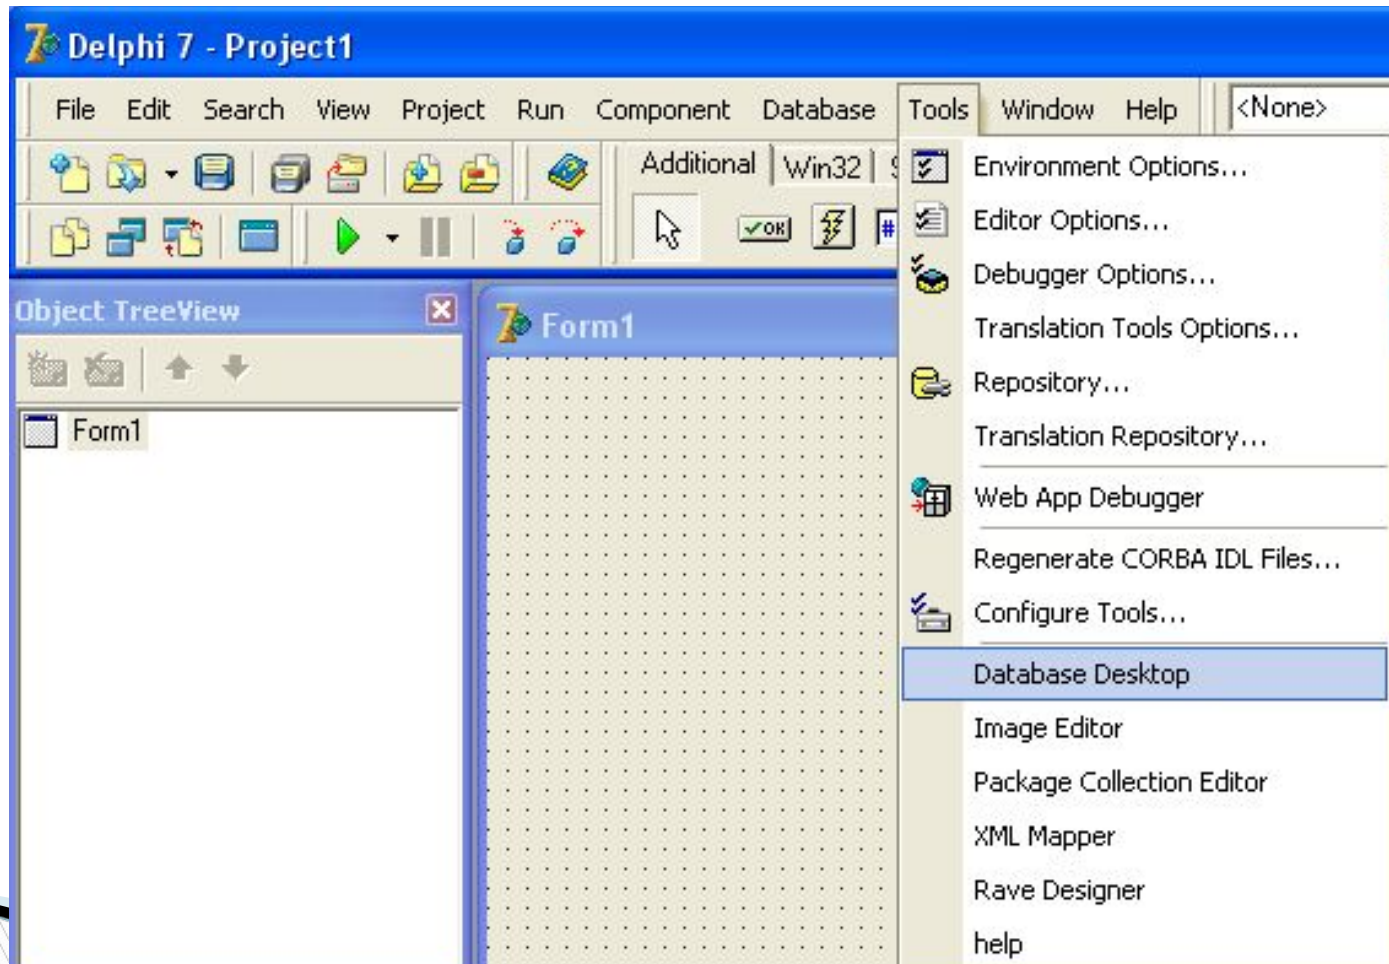 Delphi 7 - Project1
File Edit Search View Project Run Component Database Tools Window Help <None>
Additional Win32 S
OK #
Object TreeView
Form1
Form1
Environment Options...
Editor Options...
Debugger Options...
Translation Tools Options...
Repository...
Translation Repository...
Web App Debugger
Regenerate CORBA IDL Files...
Configure Tools...
Database Desktop
Image Editor
Package Collection Editor
XML Mapper
Rave Designer
help